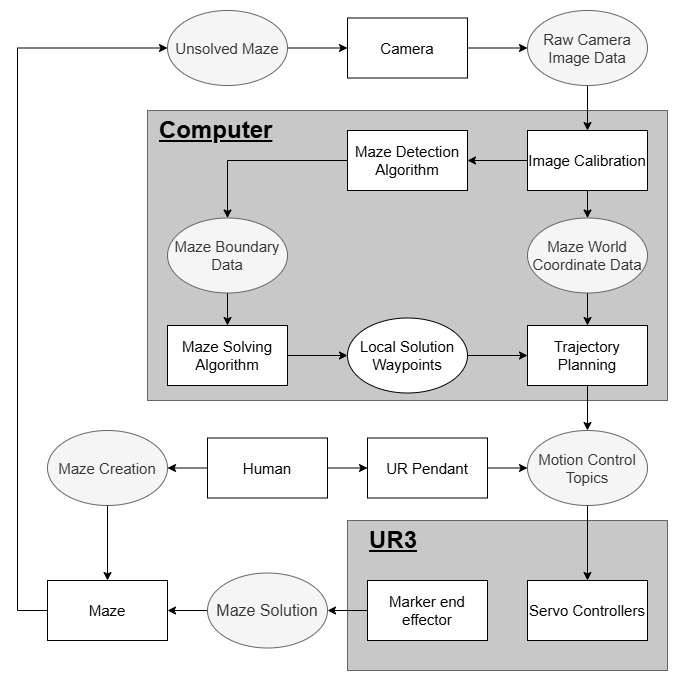 Unsolved Maze
Camera
Raw Camera
Image Data
Computer
Maze Detection
Algorithm
Image Calibration
Maze Boundary
Data
Maze World
Coordinate Data
Maze Solving
Algorithm
Local Solution
Waypoints
Trajectory
Planning
Maze Creation
Human
UR Pendant
Motion Control
Topics
UR3
Maze
Maze Solution
Marker end
effector
Servo Controllers